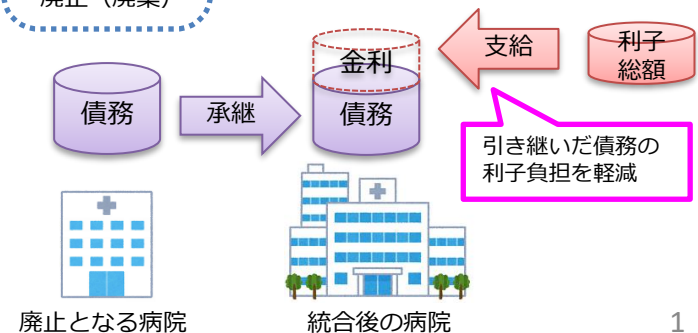 廃止（廃業）
債務
承継
金利
債務
支給
利子
総額
引き継いだ債務の
利子負担を軽減
廃止となる病院
統合後の病院
1